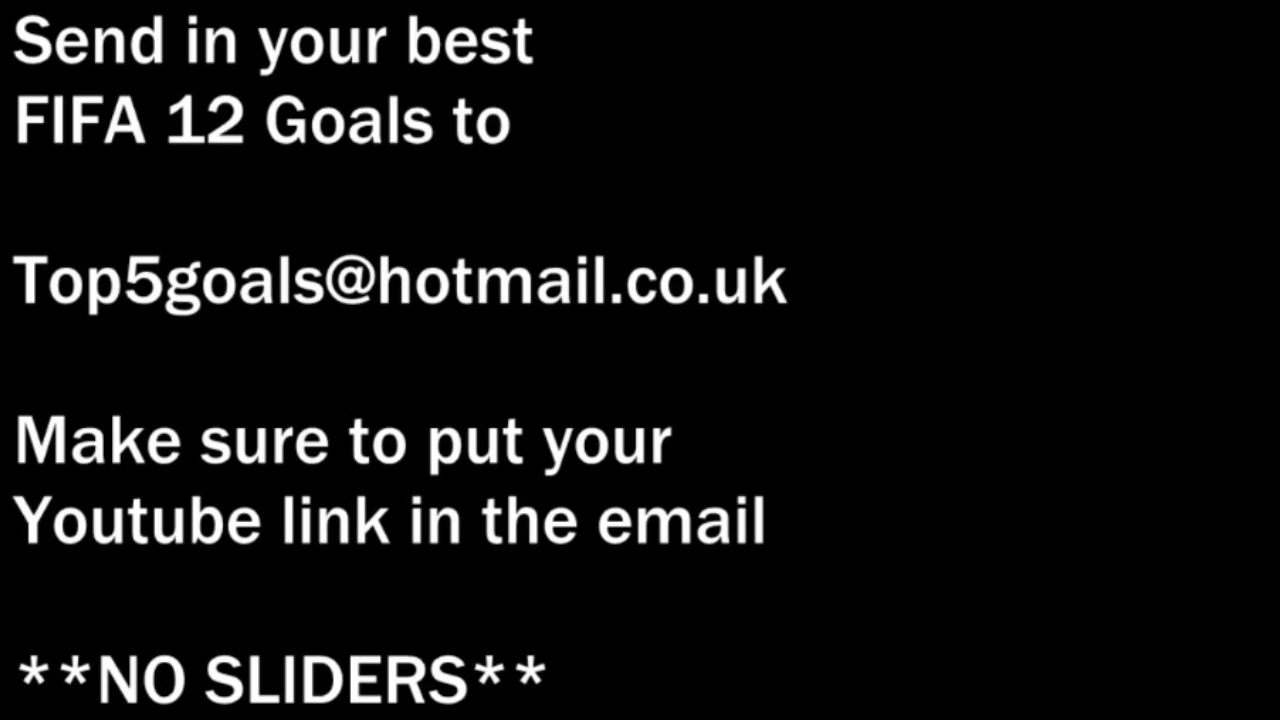 Send in your best
FIFA 12 Goals to
Top5goals@hotmail.co.uk
Make sure to put your
Youtube link in the email
**NO SLIDERS**